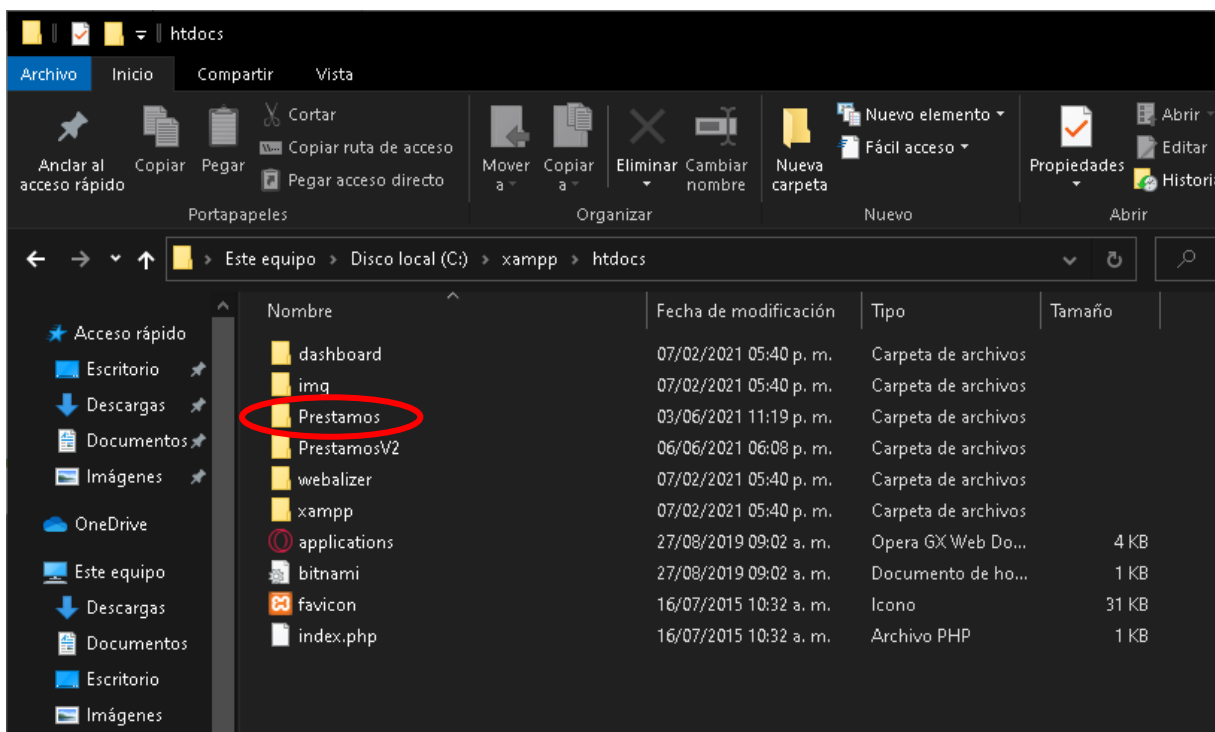 htdocs
Archivo Inicio Compartir Vista
Anclar al acceso rápido
Copiar
Pegar
Cortar
Copiar ruta de acceso
Pegar acceso directo
Mover a
Copiar a
Eliminar
Cambiar nombre
Nueva carpeta
Nuevo elemento
Fácil acceso
Propiedades
Abrir
Editar
Histori
Portapapeles Organizar Nuevo Abrir
Este equipo > Disco local (C:) > xampp > htdocs
Acceso rápido
Escritorio
Descargas
Documentos
Imágenes
OneDrive
Este equipo
Descargas
Documentos
Escritorio
Imágenes
Nombre Fecha de modificación Tipo Tamaño
dashboard 07/02/2021 05:40 p. m. Carpeta de archivos
img 07/02/2021 05:40 p. m. Carpeta de archivos
Prestamos 03/06/2021 11:19 p. m. Carpeta de archivos
PrestamosV2 06/06/2021 06:08 p. m. Carpeta de archivos
webalizer 07/02/2021 05:40 p. m. Carpeta de archivos
xampp 07/02/2021 05:40 p. m. Carpeta de archivos
applications 27/08/2019 09:02 a. m. Opera GX Web Do... 4 KB
bitnami 27/08/2019 09:02 a. m. Documento de ho... 1 KB
favicon 16/07/2015 10:32 a. m. Icono 31 KB
index.php 16/07/2015 10:32 a. m. Archivo PHP 1 KB